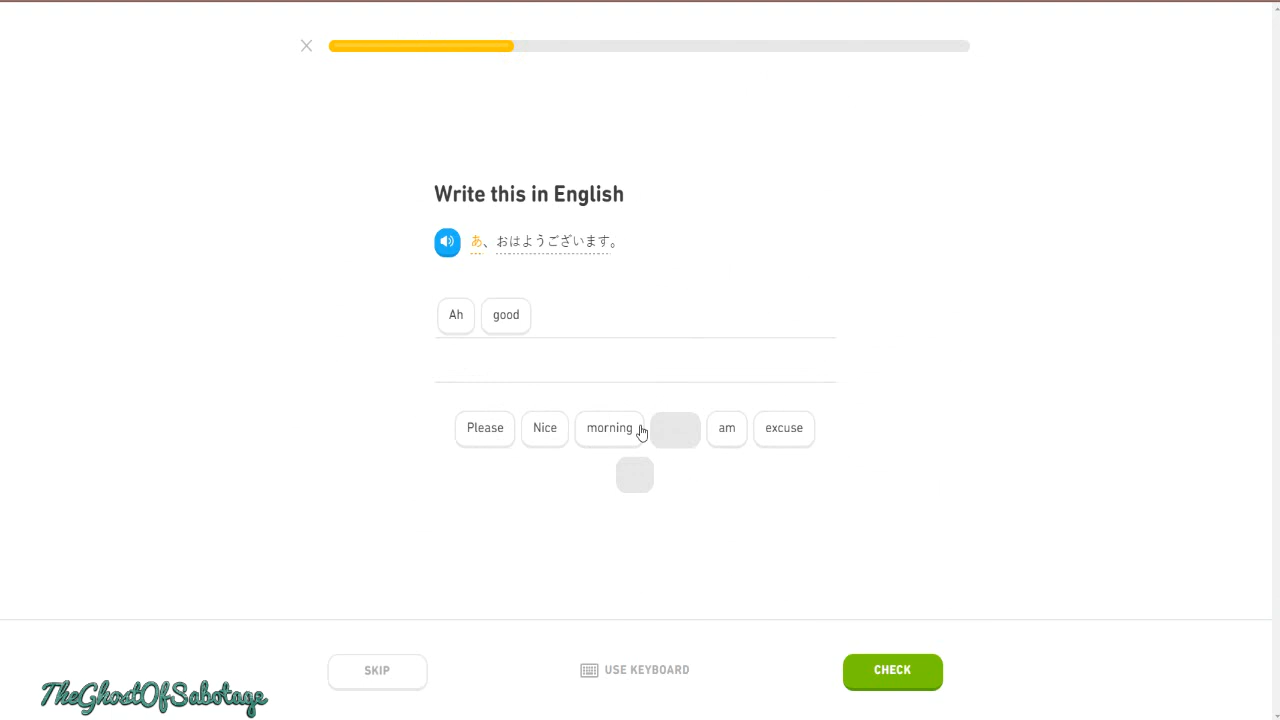 Write this in English
あ、おはようございます。
Ah good
Please Nice morning am excuse
SKIP USE KEYBOARD CHECK
TheGhostOfSabotage